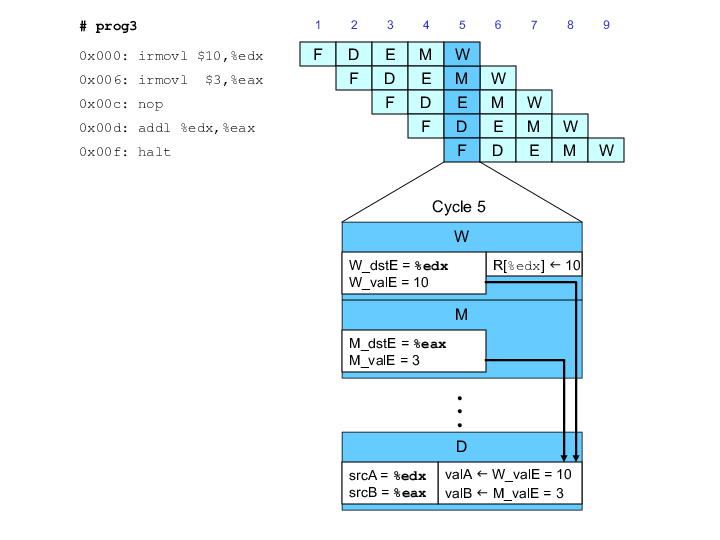 # prog3 1 2 3 4 5 6 7 8 9
0x000: irmovl $10,%edx F D E M W
0x006: irmovl  $3,%eax F D E M W
0x00c: nop F D E M W
0x00d: addl %edx,%eax F D E M W
0x00f: halt F D E M W
Cycle 5
W
W_dstE = %edx R[%edx] ← 10
W_valE = 10
M
M_dstE = %eax
M_valE = 3
D
srcA = %edx valA ← W_valE = 10
srcB = %eax valB ← M_valE = 3